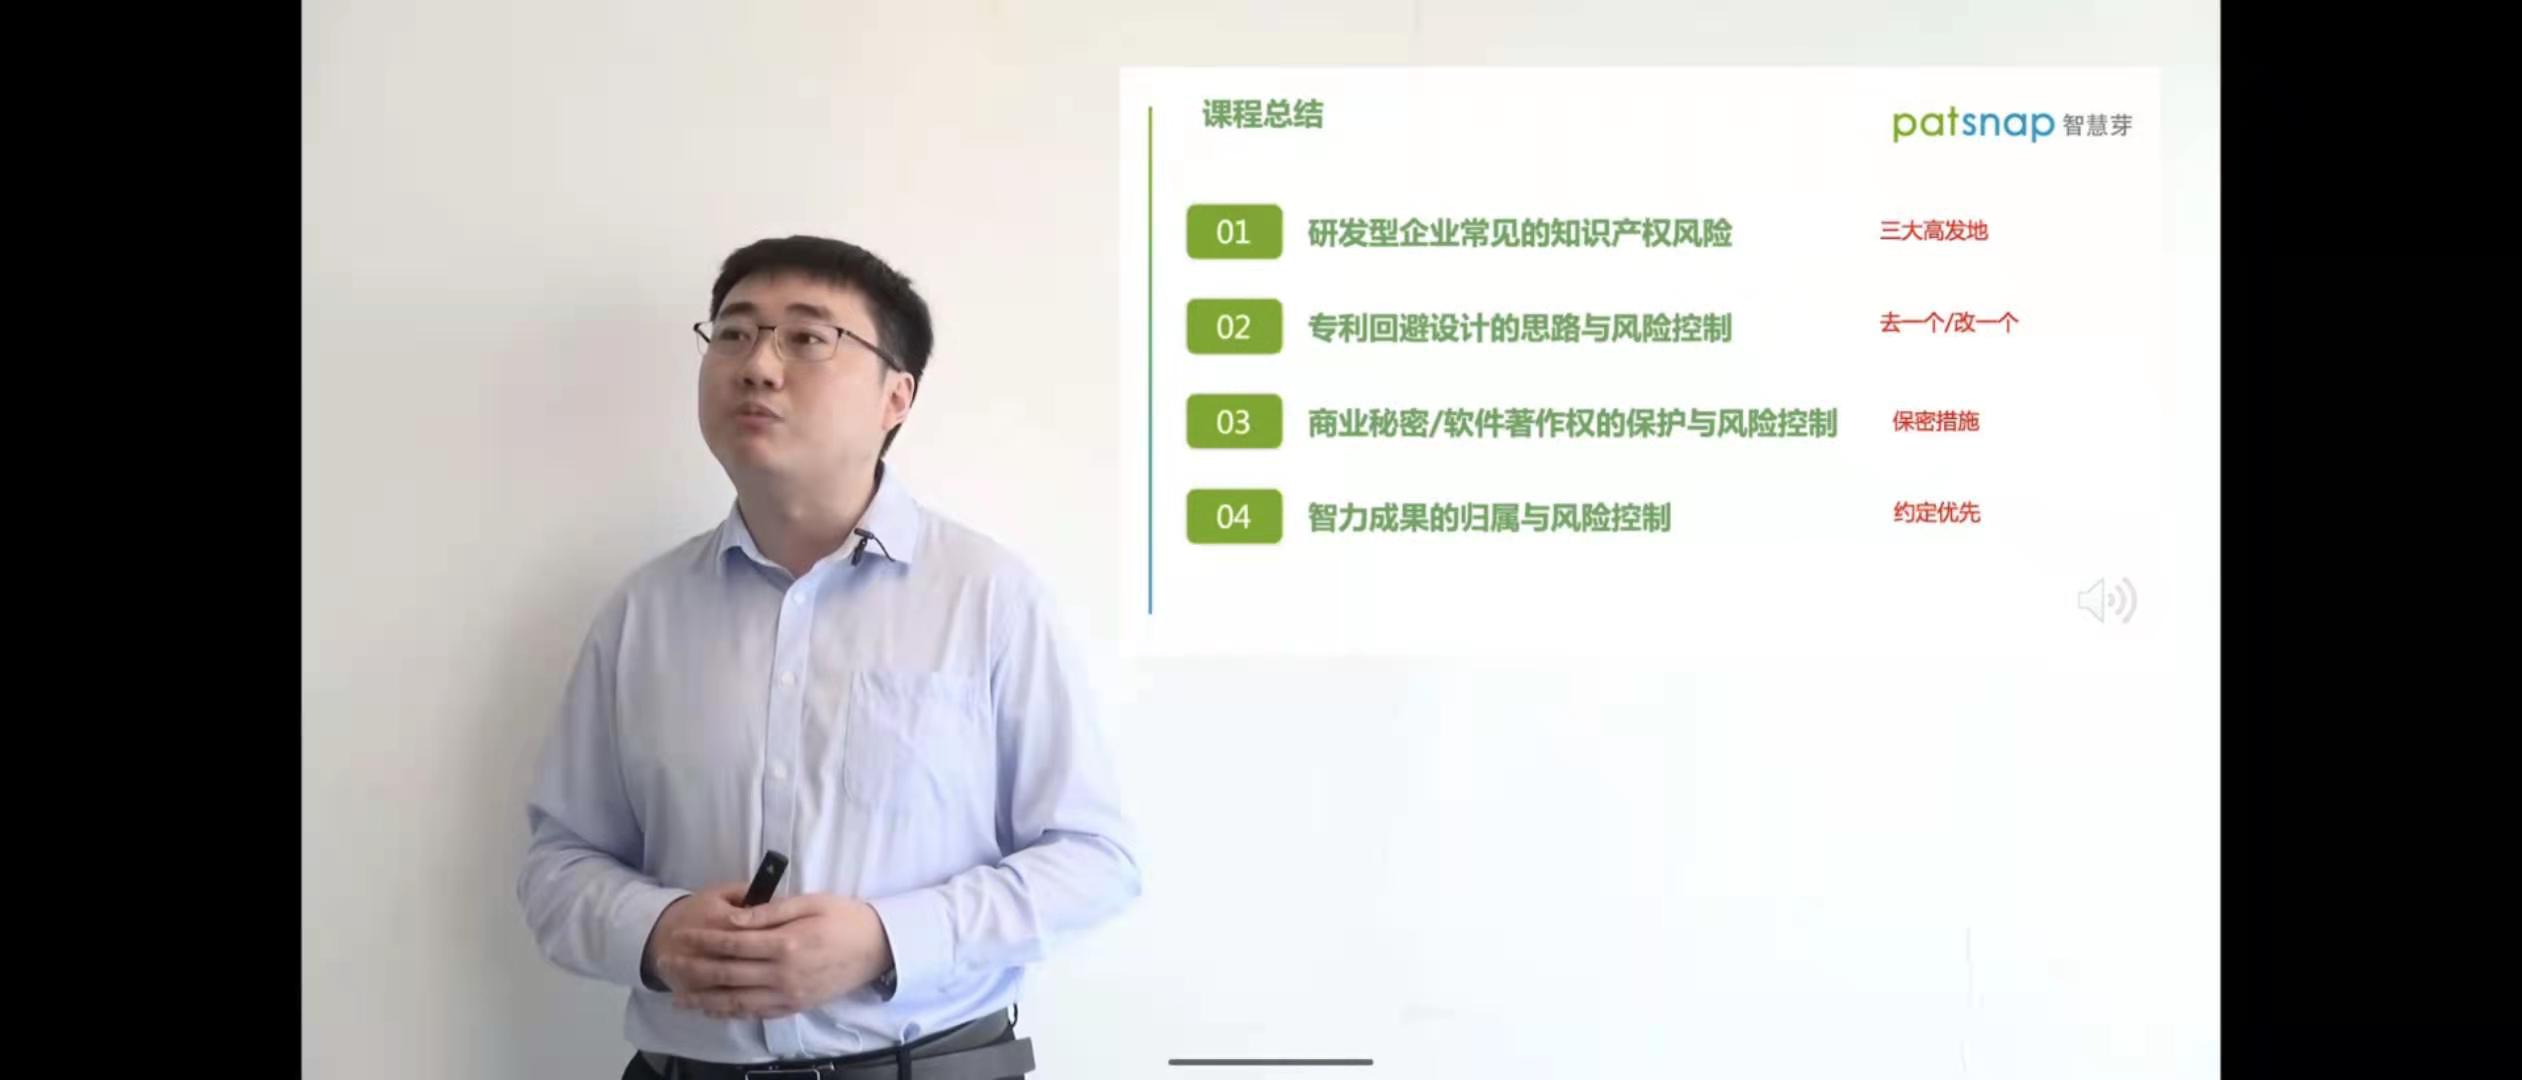 课程总结
patsnap 智慧芽
01 研发型企业常见的知识产权风险 三大高发地
02 专利回避设计的思路与风险控制 去一个/改一个
03 商业秘密/软件著作权的保护与风险控制 保密措施
04 智力成果的归属与风险控制 约定优先